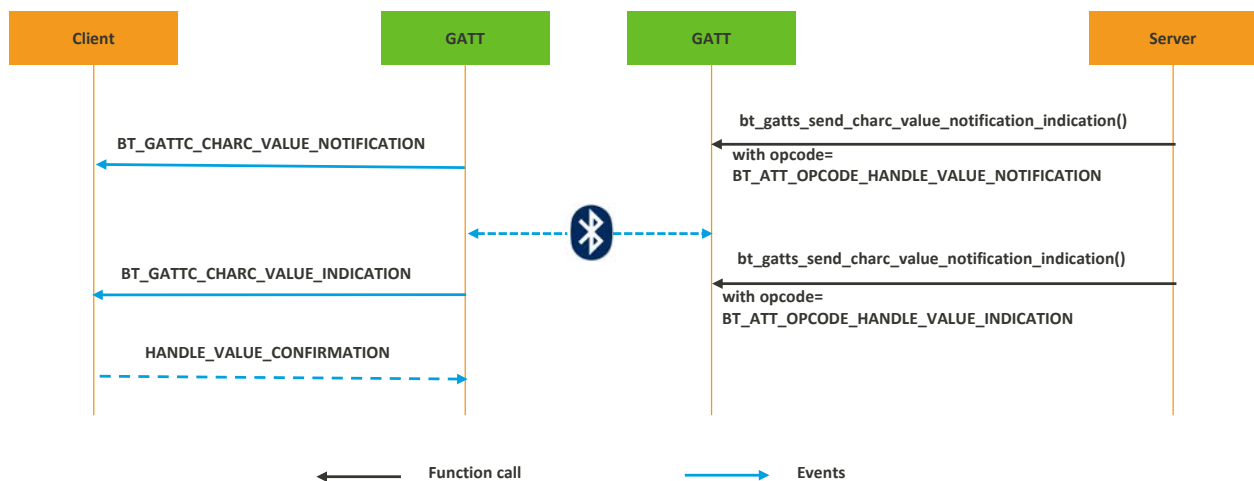 Client
GATT
GATT
Server
bt_gatts_send_charc_value_notification_indication()
BT_GATTC_CHARC_VALUE_NOTIFICATION
with opcode=
BT_ATT_OPCODE_HANDLE_VALUE_NOTIFICATION
bt_gatts_send_charc_value_notification_indication()
BT_GATTC_CHARC_VALUE_INDICATION
with opcode=
BT_ATT_OPCODE_HANDLE_VALUE_INDICATION
HANDLE_VALUE_CONFIRMATION
Function call
Events